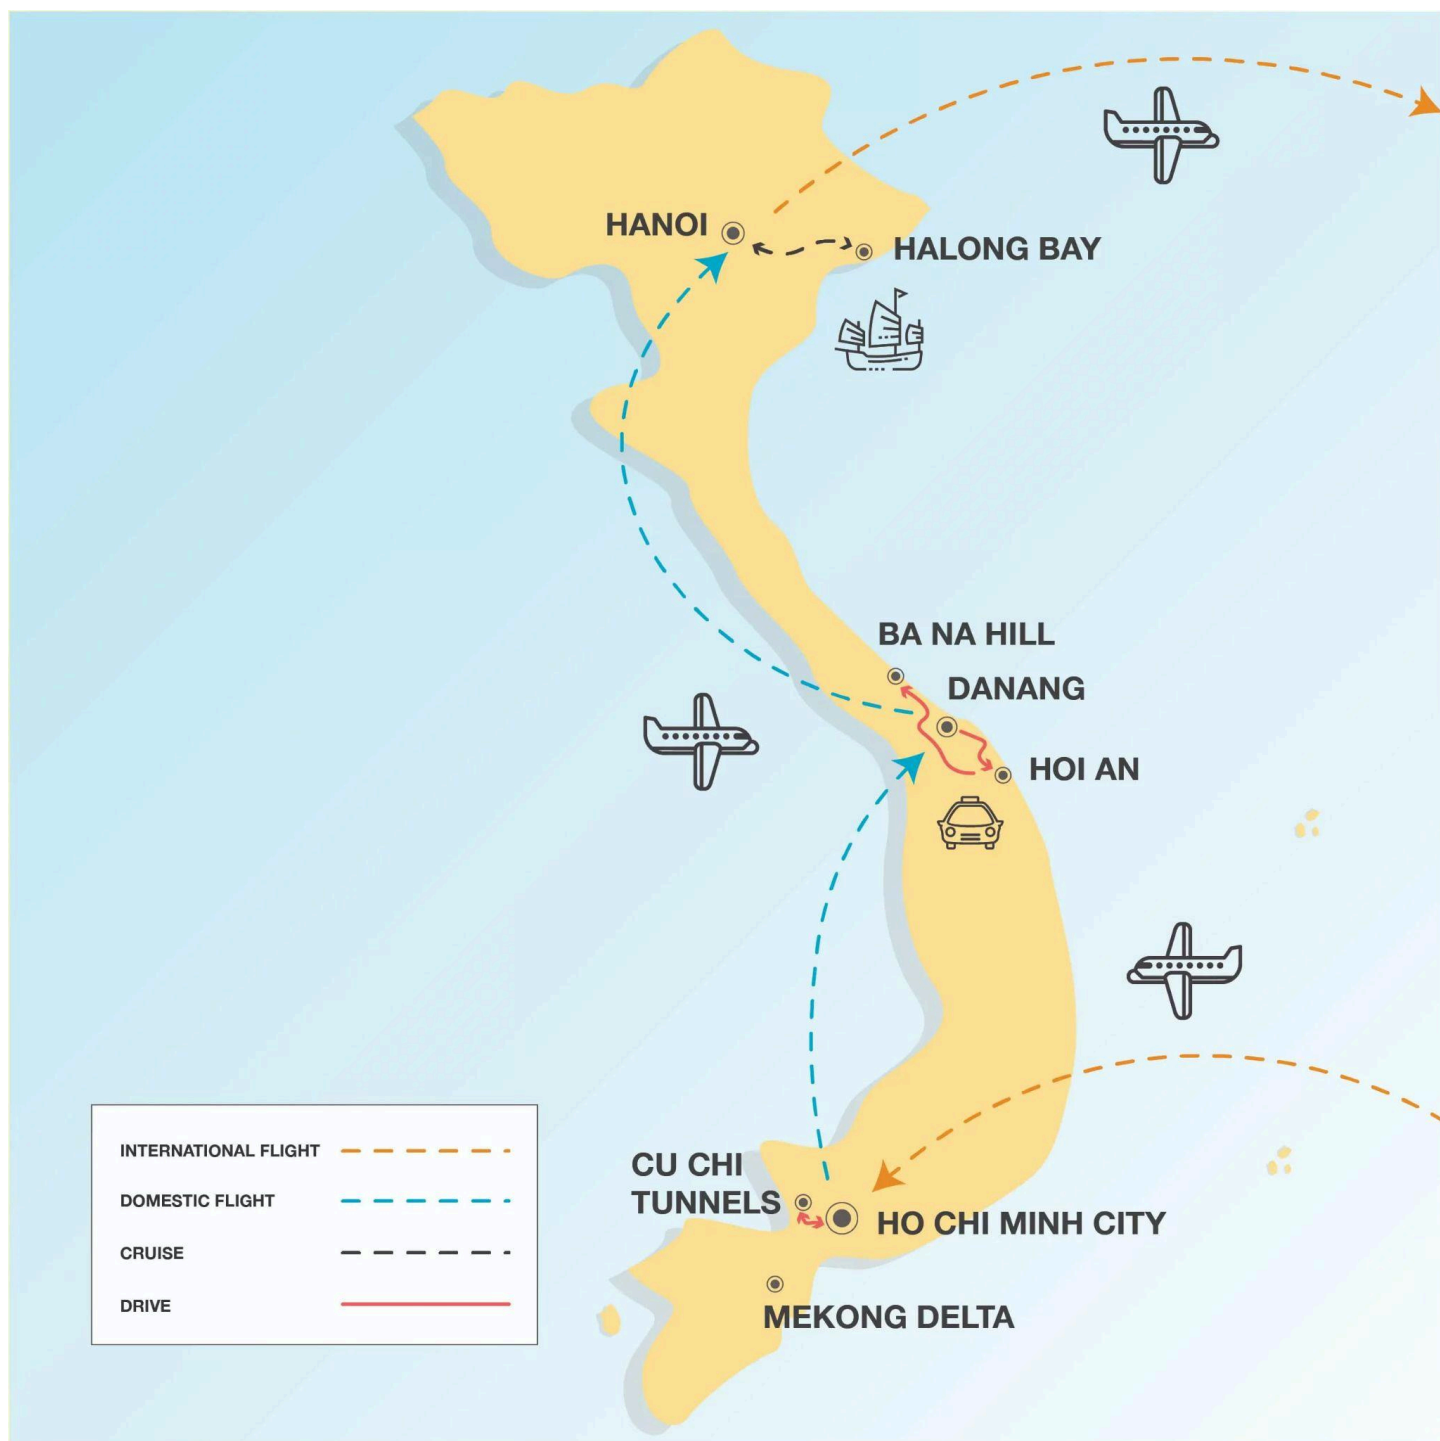 HANOI
HALONG BAY
BA NA HILL
DANANG
HOI AN
CU CHI
TUNNELS
HO CHI MINH CITY
MEKONG DELTA
INTERNATIONAL FLIGHT
DOMESTIC FLIGHT
CRUISE
DRIVE